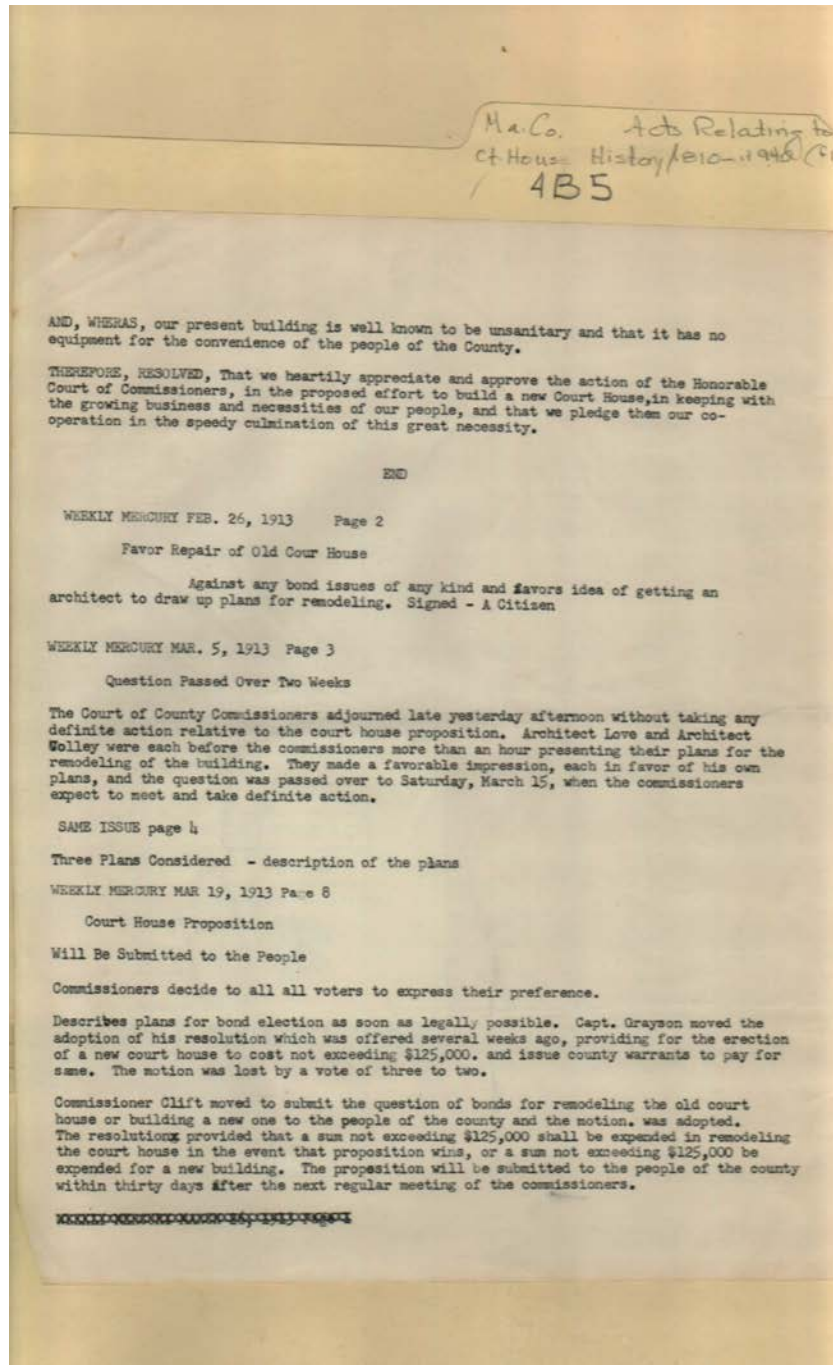 Ma. Co. Acts Relating to
Ct House History 1810-1940
4B5
AND, WHERAS, our present building is well known to be unsanitary and that it has no
equipment for the convenience of the people of the County.
THEREFORE, RESOLVED, That we heartily appreciate and approve the action of the Honorable
Court of Commissioners, in the proposed effort to build a new Court House,in keeping with
the growing business and necessities of our people, and that we pledge them our co-
operation in the speedy culmination of this great necessity.
END
WEEKLY MERCURY FEB. 26, 1913 Page 2
Favor Repair of Old Cour House
Against any bond issues of any kind and favors idea of getting an
architect to draw up plans for remodeling. Signed - A Citizen
WEEKLY MERCURY MAR. 5, 1913 Page 3
Question Passed Over Two Weeks
The Court of County Commissioners adjourned late yesterday afternoon without taking any
definite action relative to the court house proposition. Architect Love and Architect
Wolley were each before the commissioners more than an hour presenting their plans for the
remodeling of the building. They made a favorable impression, each in favor of his own
plans, and the question was passed over to Saturday, March 15, when the commissioners
expect to meet and take definite action.
SAME ISSUE page 4
Three Plans Considered - description of the plans
WEEKLY MERCURY MAR 19, 1913 Page 8
Court House Proposition
Will Be Submitted to the People
Commissioners decide to all all voters to express their preference.
Describes plans for bond election as soon as legally possible. Capt. Grayson moved the
adoption of his resolution which was offered several weeks ago, providing for the erection
of a new court house to cost not exceeding $125,000. and issue county warrants to pay for
same. The motion was lost by a vote of three to two.
Commissioner Clift moved to submit the question of bonds for remodeling the old court
house or building a new one to the people of the county and the motion. was adopted.
The resolution provided that a sum not exceeding $125,000 shall be expended in remodeling
the court house in the event that proposition wins, or a sum not exceeding $125,000 be
expended for a new building. The proposition will be submitted to the people of the county
within thirty days after the next regular meeting of the commissioners.